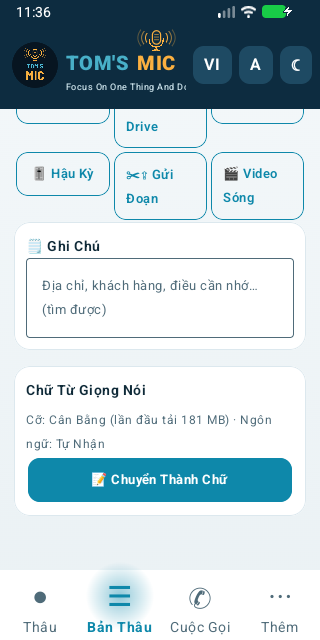 11:36
TOM'S MIC
TOM'S MIC
Focus On One Thing And Do
VI
A
Drive
🎚️ Hậu Kỳ
✂️⇧ Gửi Đoạn
🎬 Video Sóng
🗒️ Ghi Chú
Địa chỉ, khách hàng, điều cần nhớ…
(tìm được)
Chữ Từ Giọng Nói
Cỡ: Cân Bằng (lần đầu tải 181 MB) · Ngôn
ngữ: Tự Nhận
📝 Chuyển Thành Chữ
Thâu
Bản Thâu
Cuộc Gọi
Thêm